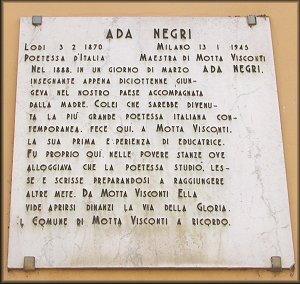 ADA NEGRI
LODI 3 2 1870 MILANO 13 1 1945
POETESSA D'ITALIA MAESTRA DI MOTTA VISCONTI
NEL 1888, IN UN GIORNO DI MARZO ADA NEGRI,
INSEGNANTE APPENA DICIOTTENNE GIUN-
GEVA NEL NOSTRO PAESE ACCOMPAGNATA
DALLA MADRE. COLEI CHE SAREBBE DIVENU-
TA LA PIÙ GRANDE POETESSA ITALIANA CON-
TEMPORANEA, FECE QUI, A MOTTA VISCONTI,
LA SUA PRIMA E PERIENZA DI EDUCATRICE.
FU PROPRIO QUI, NELLE POVERE STANZE OVE
ALLOGGIAVA CHE LA POETESSA STUDIÒ, LES-
SE E SCRISSE PREPARANDOSI A RAGGIUNGERE
ALTRE METE. DA MOTTA VISCONTI ELLA
VIDE APRIRSI DINANZI LA VIA DELLA GLORIA.
IL COMUNE DI MOTTA VISCONTI A RICORDO.